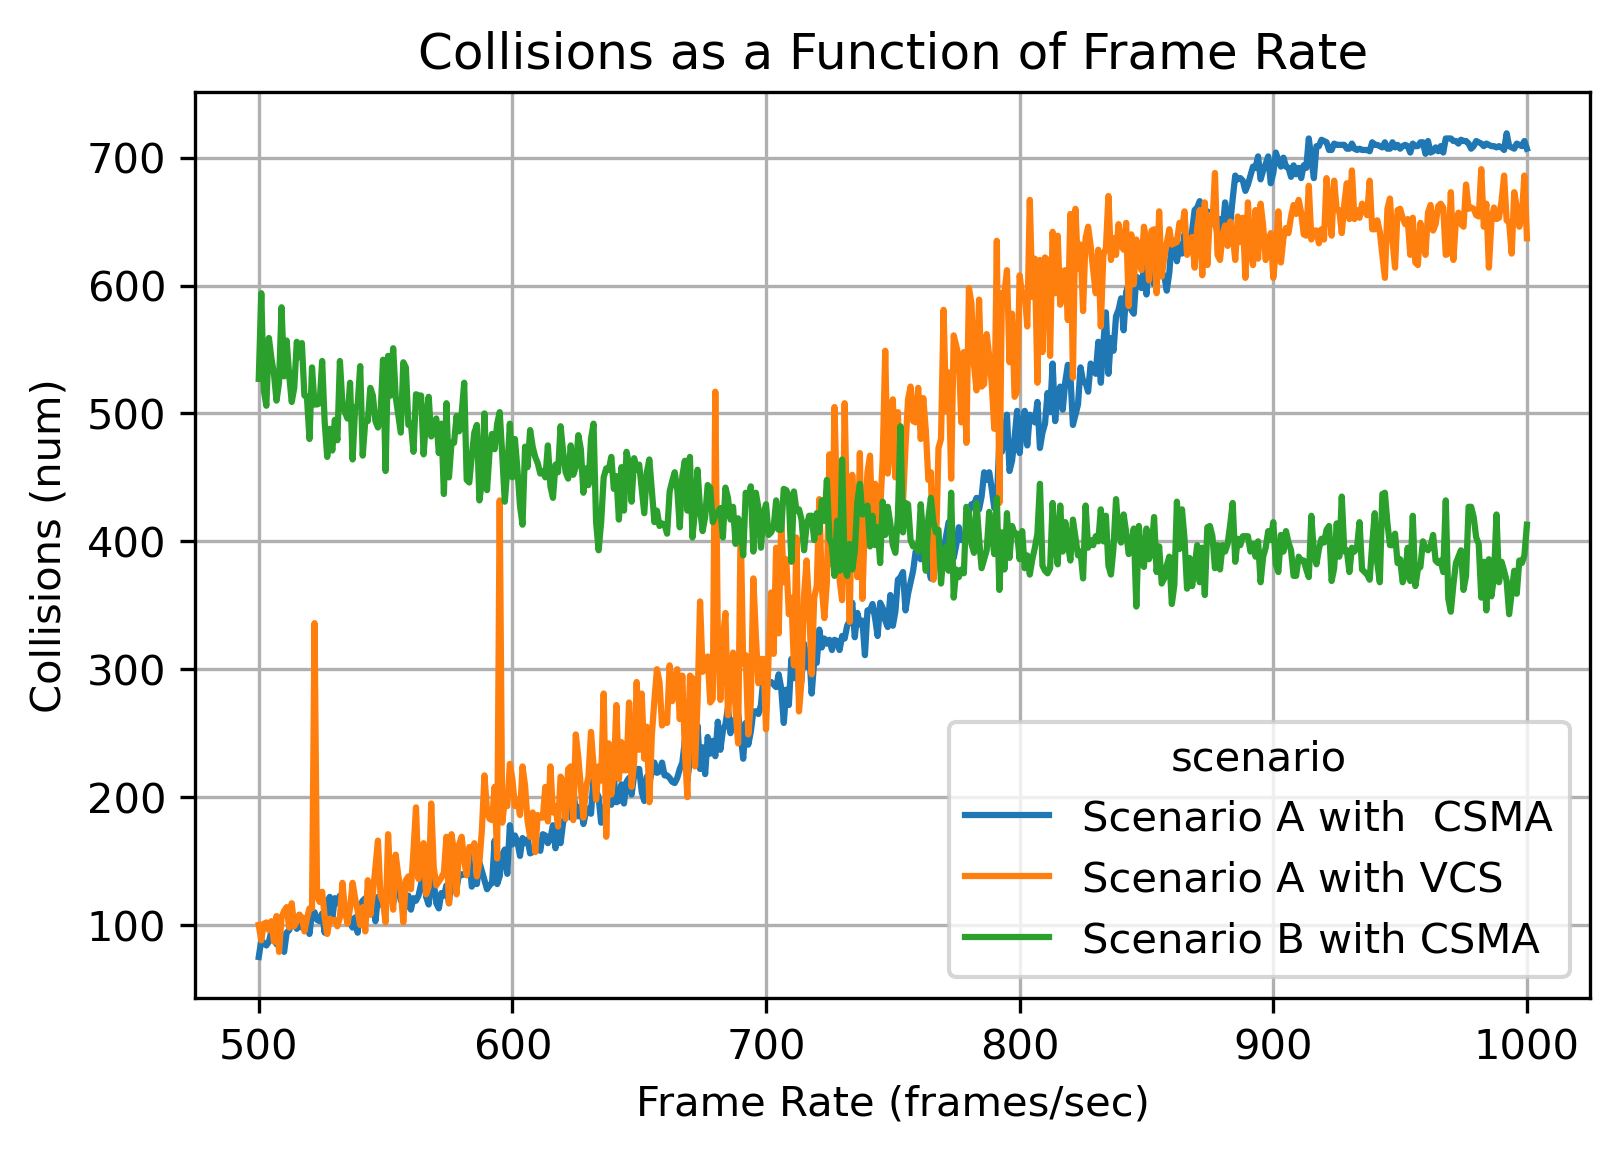 Collisions as a Function of Frame Rate
Collisions (num)
700
600
500
400
300
200
100
500 600 700 800 900 1000
Frame Rate (frames/sec)
scenario
Scenario A with  CSMA
Scenario A with VCS
Scenario B with CSMA